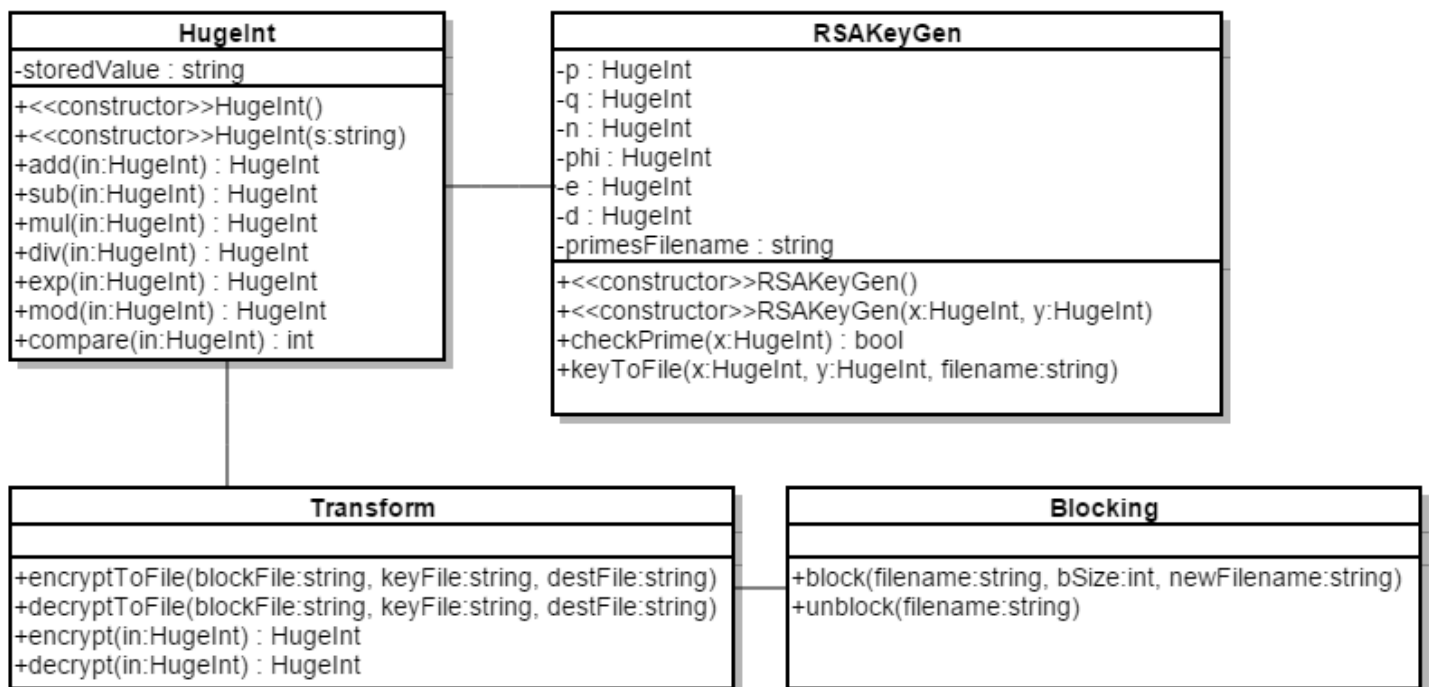 HugeInt
-storedValue : string
+<<constructor>>HugeInt()
+<<constructor>>HugeInt(s:string)
+add(in:HugeInt) : HugeInt
+sub(in:HugeInt) : HugeInt
+mul(in:HugeInt) : HugeInt
+div(in:HugeInt) : HugeInt
+exp(in:HugeInt) : HugeInt
+mod(in:HugeInt) : HugeInt
+compare(in:HugeInt) : int
RSAKeyGen
-p : HugeInt
-q : HugeInt
-n : HugeInt
-phi : HugeInt
-e : HugeInt
-d : HugeInt
-primesFilename : string
+<<constructor>>RSAKeyGen()
+<<constructor>>RSAKeyGen(x:HugeInt, y:HugeInt)
+checkPrime(x:HugeInt) : bool
+keyToFile(x:HugeInt, y:HugeInt, filename:string)
Transform
+encryptToFile(blockFile:string, keyFile:string, destFile:string)
+decryptToFile(blockFile:string, keyFile:string, destFile:string)
+encrypt(in:HugeInt) : HugeInt
+decrypt(in:HugeInt) : HugeInt
Blocking
+block(filename:string, bSize:int, newFilename:string)
+unblock(filename:string)